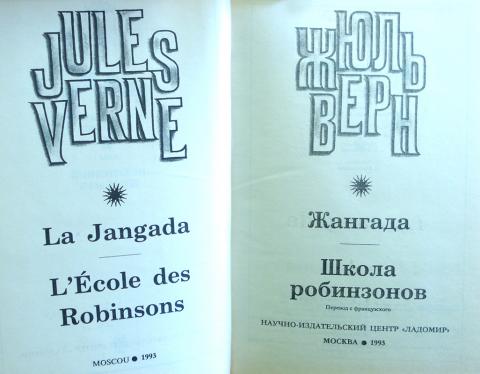 JULES
VERNE
La Jangada
L'École des
Robinsons
MOSCOU ● 1993
ЖЮЛЬ
ВЕРН
Жангада
Школа
робинзонов
Перевод с французского
НАУЧНО-ИЗДАТЕЛЬСКИЙ ЦЕНТР «ЛАДОМИР»
МОСКВА ● 1993